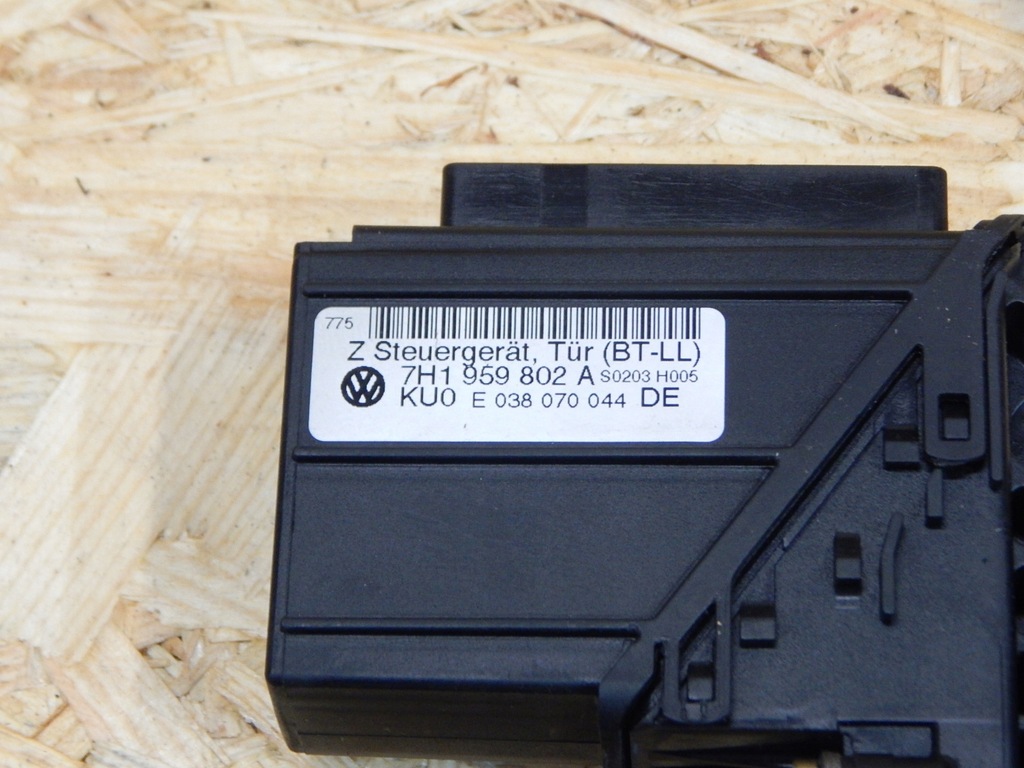 775
Z Steuergerät, Tür (BT-LL)
7H1 959 802 A S0203 H005
KU0 E 038 070 044 DE